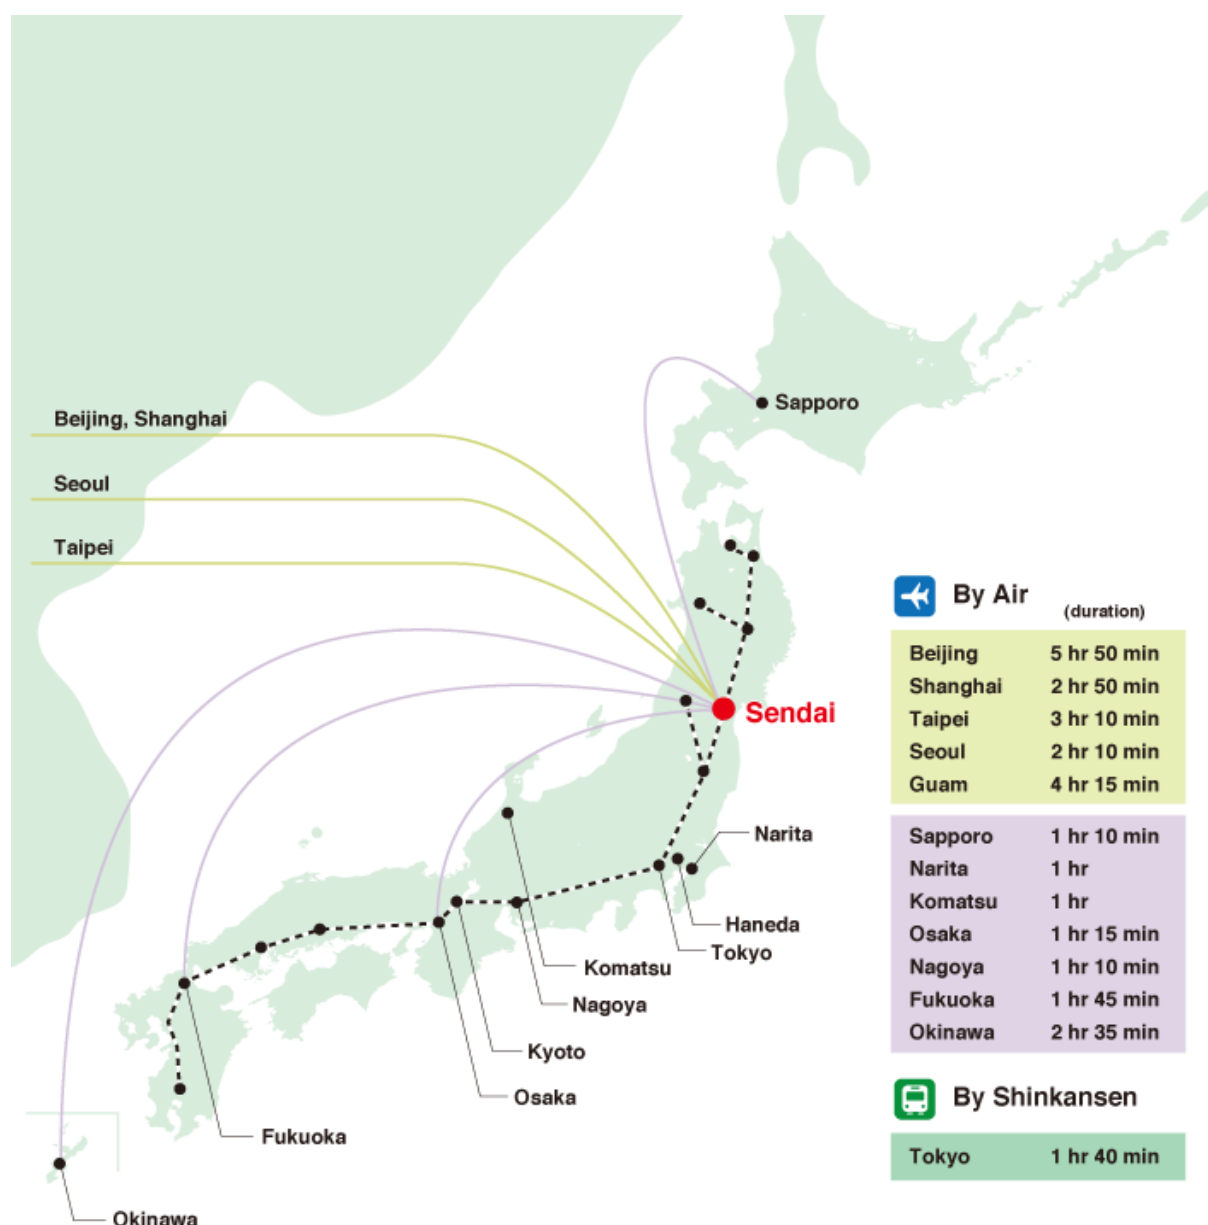 Beijing, Shanghai
Seoul
Taipei
Sapporo
Sendai
Narita
Haneda
Tokyo
Komatsu
Nagoya
Kyoto
Osaka
Fukuoka
Okinawa
By Air (duration)
Beijing 5 hr 50 min
Shanghai 2 hr 50 min
Taipei 3 hr 10 min
Seoul 2 hr 10 min
Guam 4 hr 15 min
Sapporo 1 hr 10 min
Narita 1 hr
Komatsu 1 hr
Osaka 1 hr 15 min
Nagoya 1 hr 10 min
Fukuoka 1 hr 45 min
Okinawa 2 hr 35 min
By Shinkansen
Tokyo 1 hr 40 min